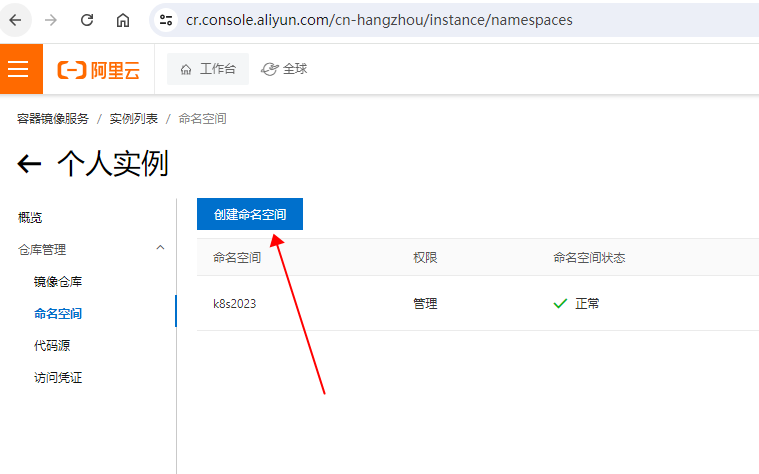 cr.console.aliyun.com/cn-hangzhou/instance/namespaces
阿里云 工作台 全球
容器镜像服务 / 实例列表 / 命名空间
个人实例
概览
仓库管理
镜像仓库
命名空间
代码源
访问凭证
创建命名空间
命名空间 权限 命名空间状态
k8s2023 管理 正常